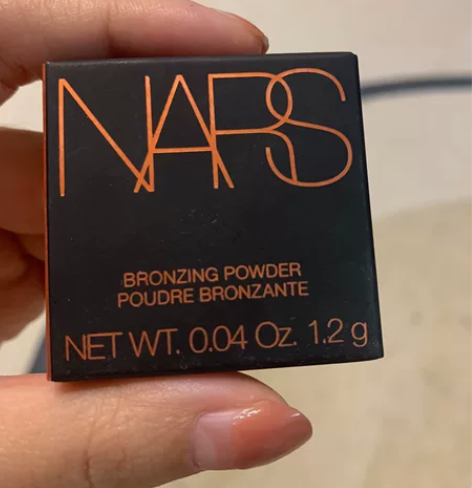 NARS
BRONZING POWDER
POUDRE BRONZANTE
NET WT. 0.04 Oz. 1.2 g